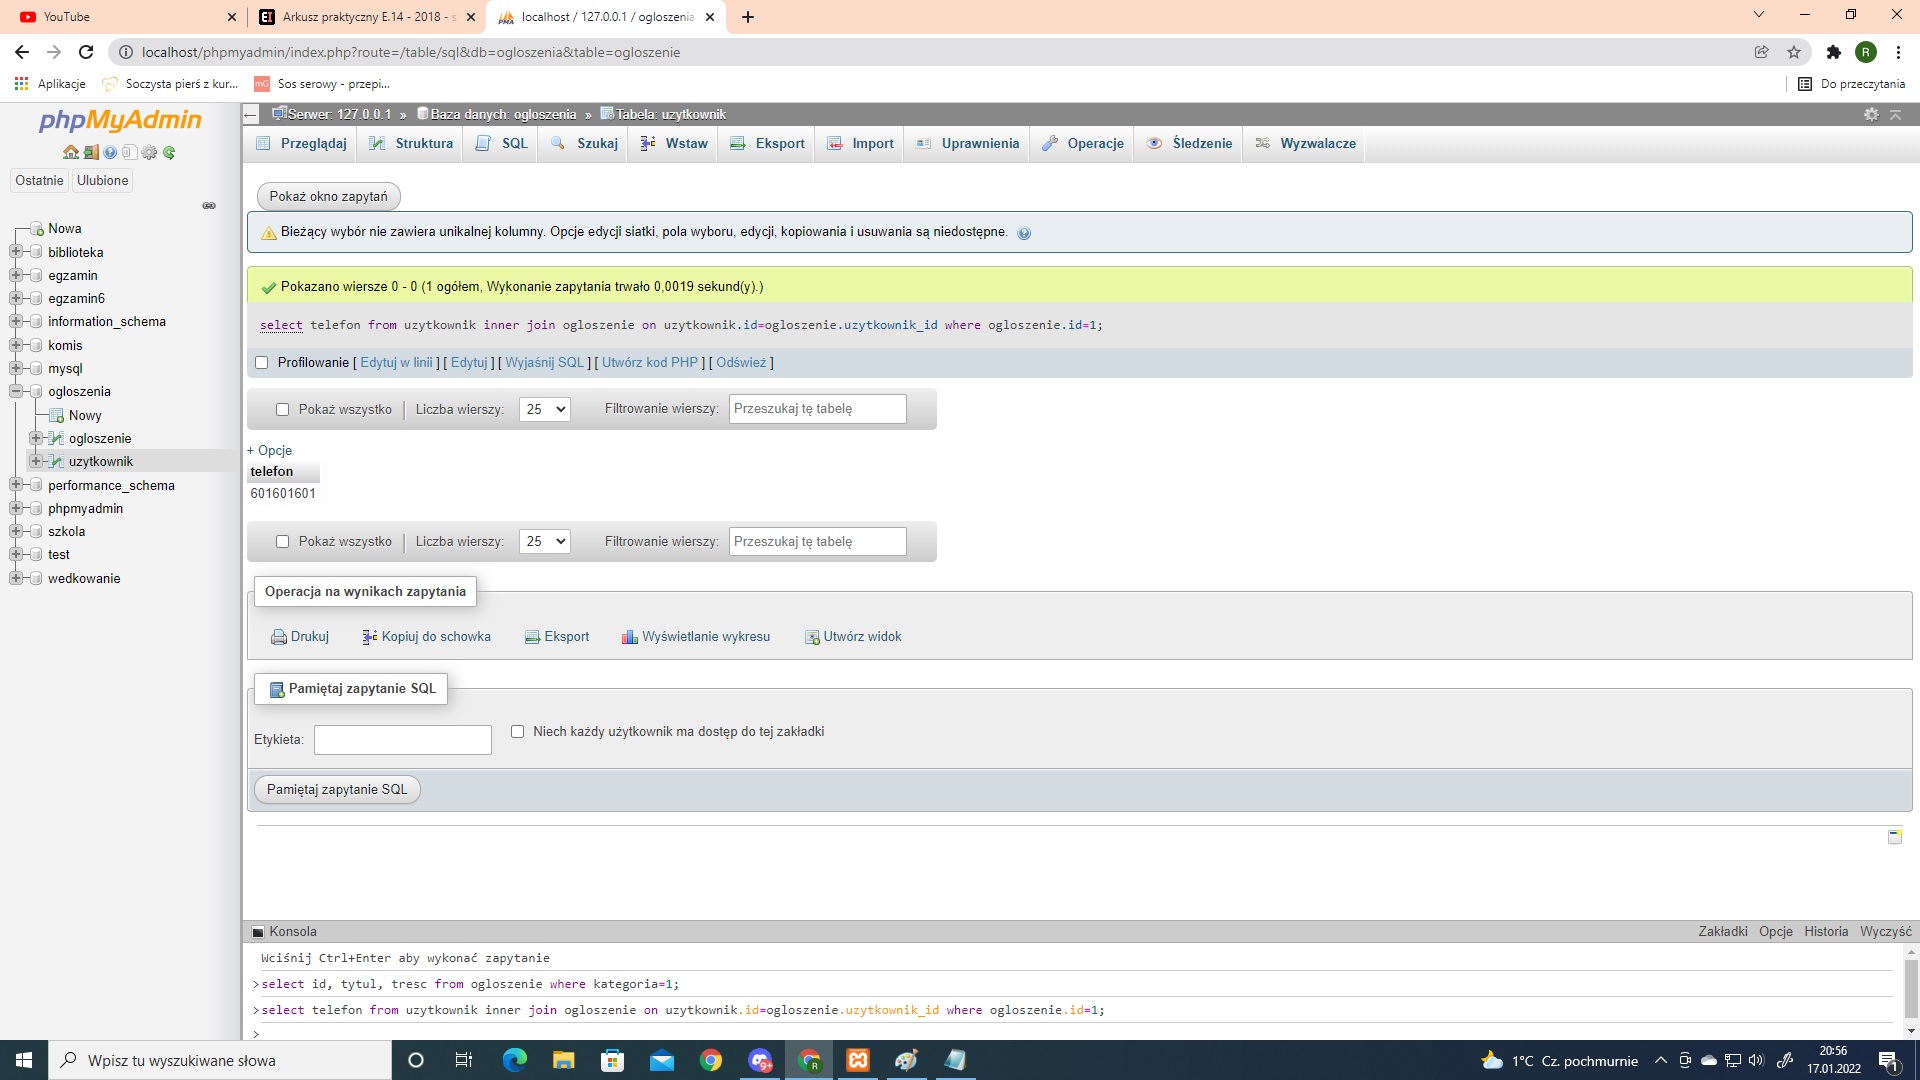 YouTube
Arkusz praktyczny E.14 - 2018 - s
localhost / 127.0.0.1 / ogloszenia
localhost/phpmyadmin/index.php?route=/table/sql&db=ogloszenia&table=ogloszenie
R
Aplikacje
Soczysta pierś z kur...
Sos serowy - przepi...
Do przeczytania
phpMyAdmin
Ostatnie
Ulubione
Nowa
biblioteka
egzamin
egzamin6
information_schema
komis
mysql
ogloszenia
Nowy
ogloszenie
uzytkownik
performance_schema
phpmyadmin
szkola
test
wedkowanie
Serwer: 127.0.0.1 » Baza danych: ogloszenia » Tabela: uzytkownik
Przeglądaj
Struktura
SQL
Szukaj
Wstaw
Eksport
Import
Uprawnienia
Operacje
Śledzenie
Wyzwalacze
Pokaż okno zapytań
Bieżący wybór nie zawiera unikalnej kolumny. Opcje edycji siatki, pola wyboru, edycji, kopiowania i usuwania są niedostępne.
Pokazano wiersze 0 - 0 (1 ogółem, Wykonanie zapytania trwało 0,0019 sekund(y).)
select telefon from uzytkownik inner join ogloszenie on uzytkownik.id=ogloszenie.uzytkownik_id where ogloszenie.id=1;
Profilowanie [ Edytuj w linii ] [ Edytuj ] [ Wyjaśnij SQL ] [ Utwórz kod PHP ] [ Odśwież ]
Pokaż wszystko | Liczba wierszy: 25 Filtrowanie wierszy: Przeszukaj tę tabelę
+ Opcje
telefon
601601601
Pokaż wszystko | Liczba wierszy: 25 Filtrowanie wierszy: Przeszukaj tę tabelę
Operacja na wynikach zapytania
Drukuj
Kopiuj do schowka
Eksport
Wyświetlanie wykresu
Utwórz widok
Pamiętaj zapytanie SQL
Etykieta:
Niech każdy użytkownik ma dostęp do tej zakładki
Pamiętaj zapytanie SQL
Konsola
Zakładki Opcje Historia Wyczyść
Wciśnij Ctrl+Enter aby wykonać zapytanie
>select id, tytul, tresc from ogloszenie where kategoria=1;
>select telefon from uzytkownik inner join ogloszenie on uzytkownik.id=ogloszenie.uzytkownik_id where ogloszenie.id=1;
>
Wpisz tu wyszukiwane słowa
1°C Cz. pochmurnie
20:56
17.01.2022
1